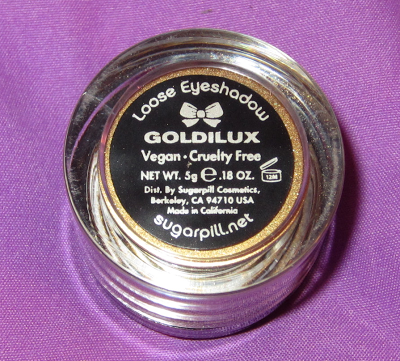 Loose Eyeshadow
GOLDILUX
Vegan • Cruelty Free
NET WT. 5g ℮ .18 OZ. 12M
Dist. By Sugarpill Cosmetics,
Berkeley, CA 94710 USA
Made in California
sugarpill.net